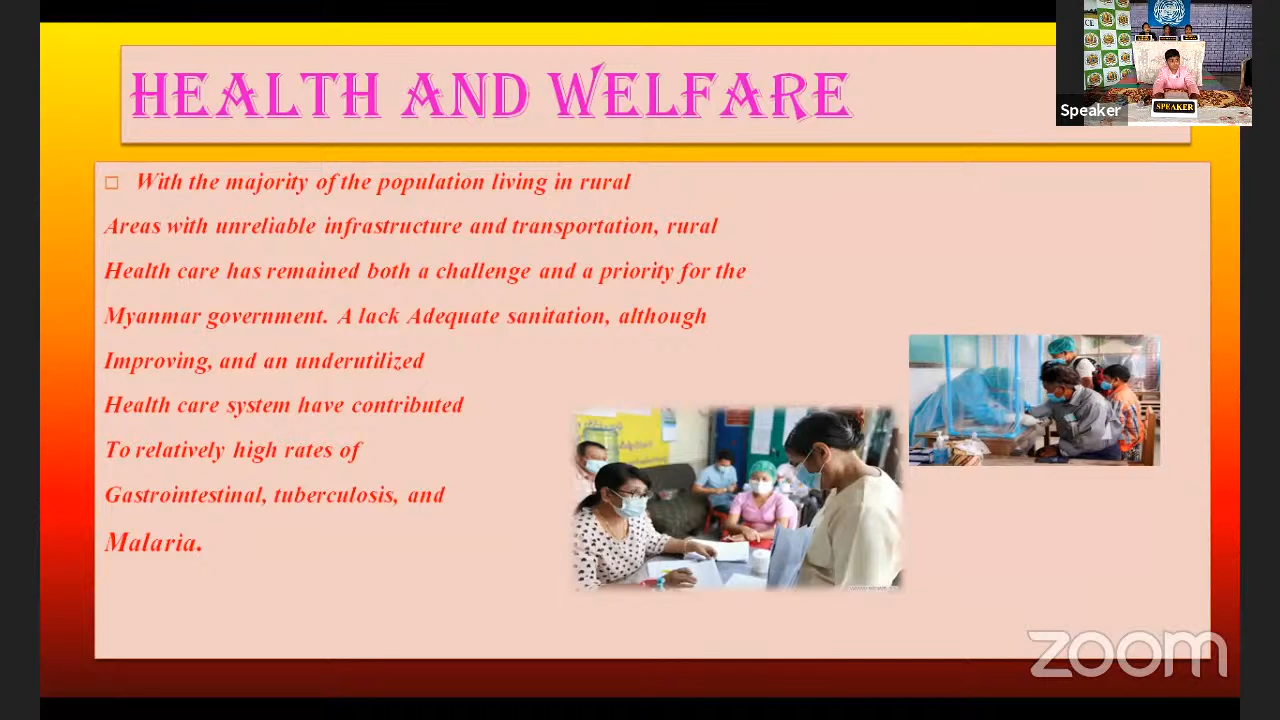 HEALTH AND WELFARE
Speaker
SPEAKER
With the majority of the population living in rural
Areas with unreliable infrastructure and transportation, rural
Health care has remained both a challenge and a priority for the
Myanmar government. A lack Adequate sanitation, although
Improving, and an underutilized
Health care system have contributed
To relatively high rates of
Gastrointestinal, tuberculosis, and
Malaria.
zoom